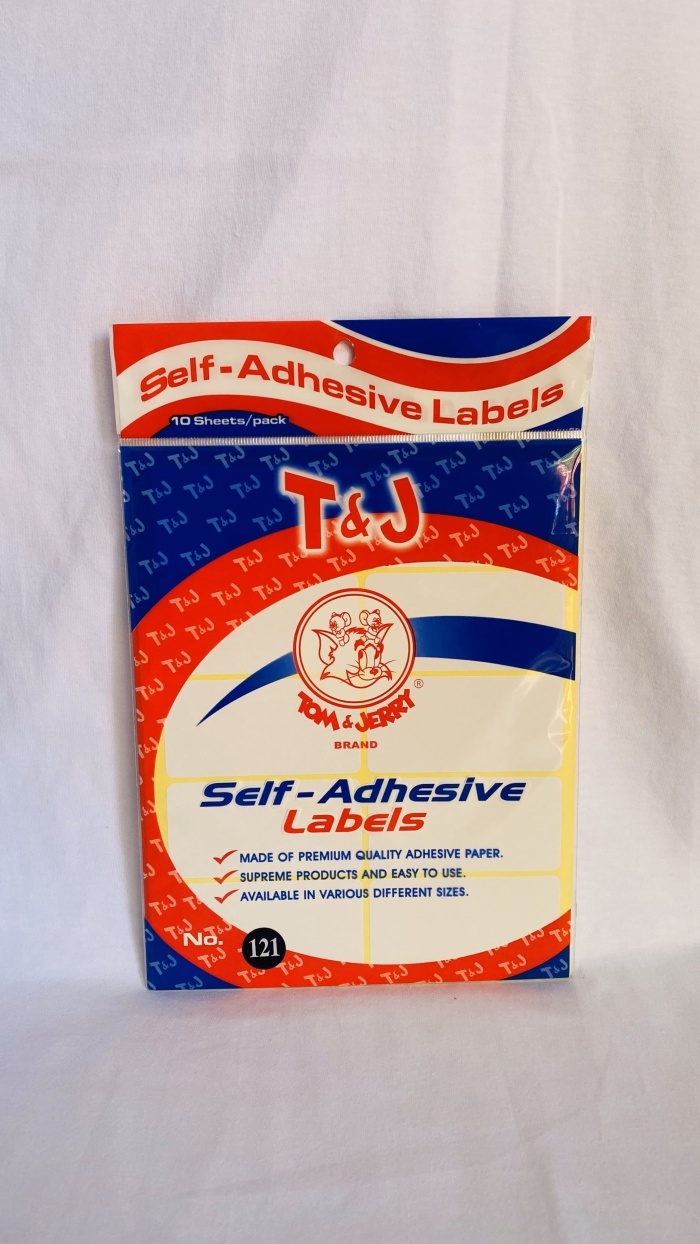 Self-Adhesive Labels
10 Sheets/pack
T&J
TOM & JERRY®
BRAND
Self-Adhesive
Labels
MADE OF PREMIUM QUALITY ADHESIVE PAPER.
SUPREME PRODUCTS AND EASY TO USE.
AVAILABLE IN VARIOUS DIFFERENT SIZES.
No. 121